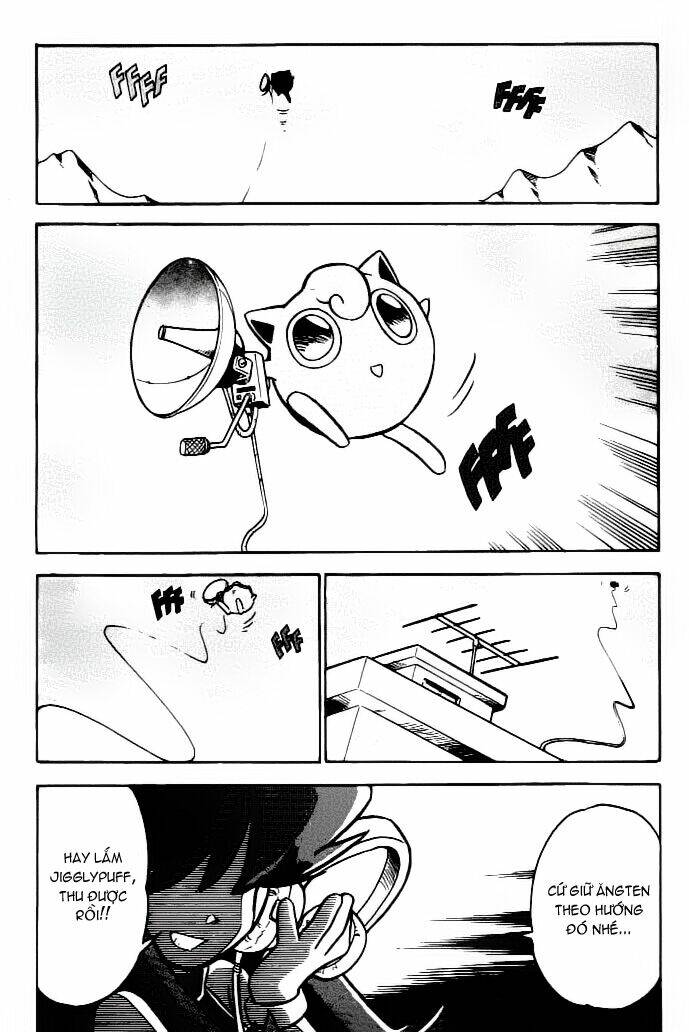 FFFF
FFFF
FFFF
FFF
FFF
CỨ GIỮ ĂNGTEN
THEO HƯỚNG
ĐÓ NHÉ...
HAY LẮM
JIGGLYPUFF,
THU ĐƯỢC
RỒI!!